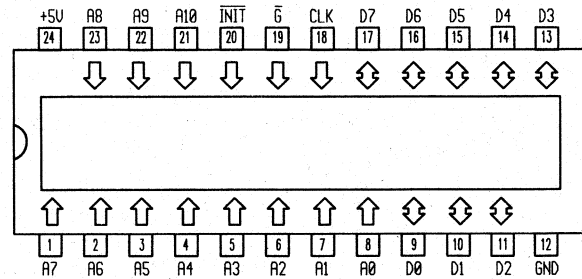 +5V A8 A9 A10 INIT G CLK D7 D6 D5 D4 D3
24 23 22 21 20 19 18 17 16 15 14 13
1 2 3 4 5 6 7 8 9 10 11 12
A7 A6 A5 A4 A3 A2 A1 A0 D0 D1 D2 GND